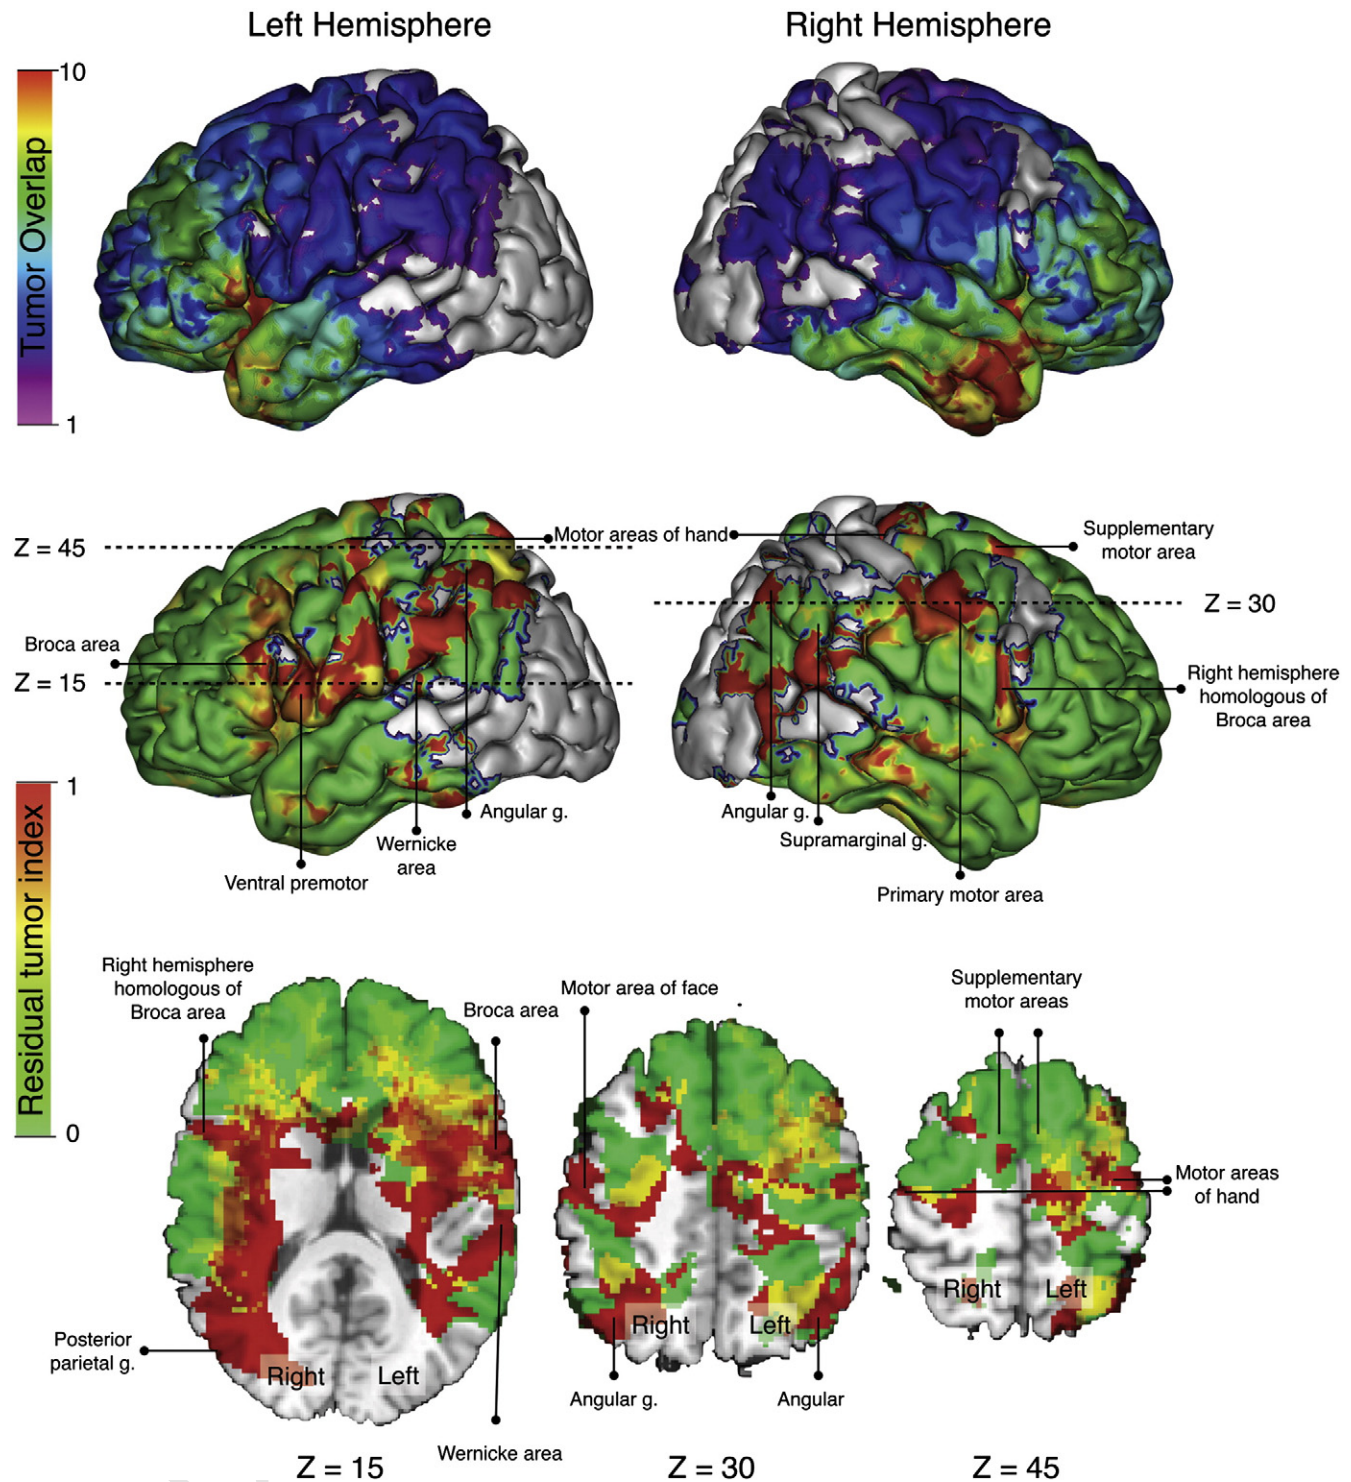 Left Hemisphere
Right Hemisphere
10
Tumor Overlap
1
Motor areas of hand
Supplementary
motor area
Z = 45
Z = 30
Broca area
Z = 15
Right hemisphere
homologous of
Broca area
1
Residual tumor index
0
Angular g.
Wernicke
area
Ventral premotor
Angular g.
Supramarginal g.
Primary motor area
Right hemisphere
homologous of
Broca area
Broca area
Motor area of face
Supplementary
motor areas
Motor areas
of hand
Posterior
parietal g.
Right
Left
Right
Left
Right
Left
Angular g.
Angular
Wernicke area
Z = 15
Z = 30
Z = 45